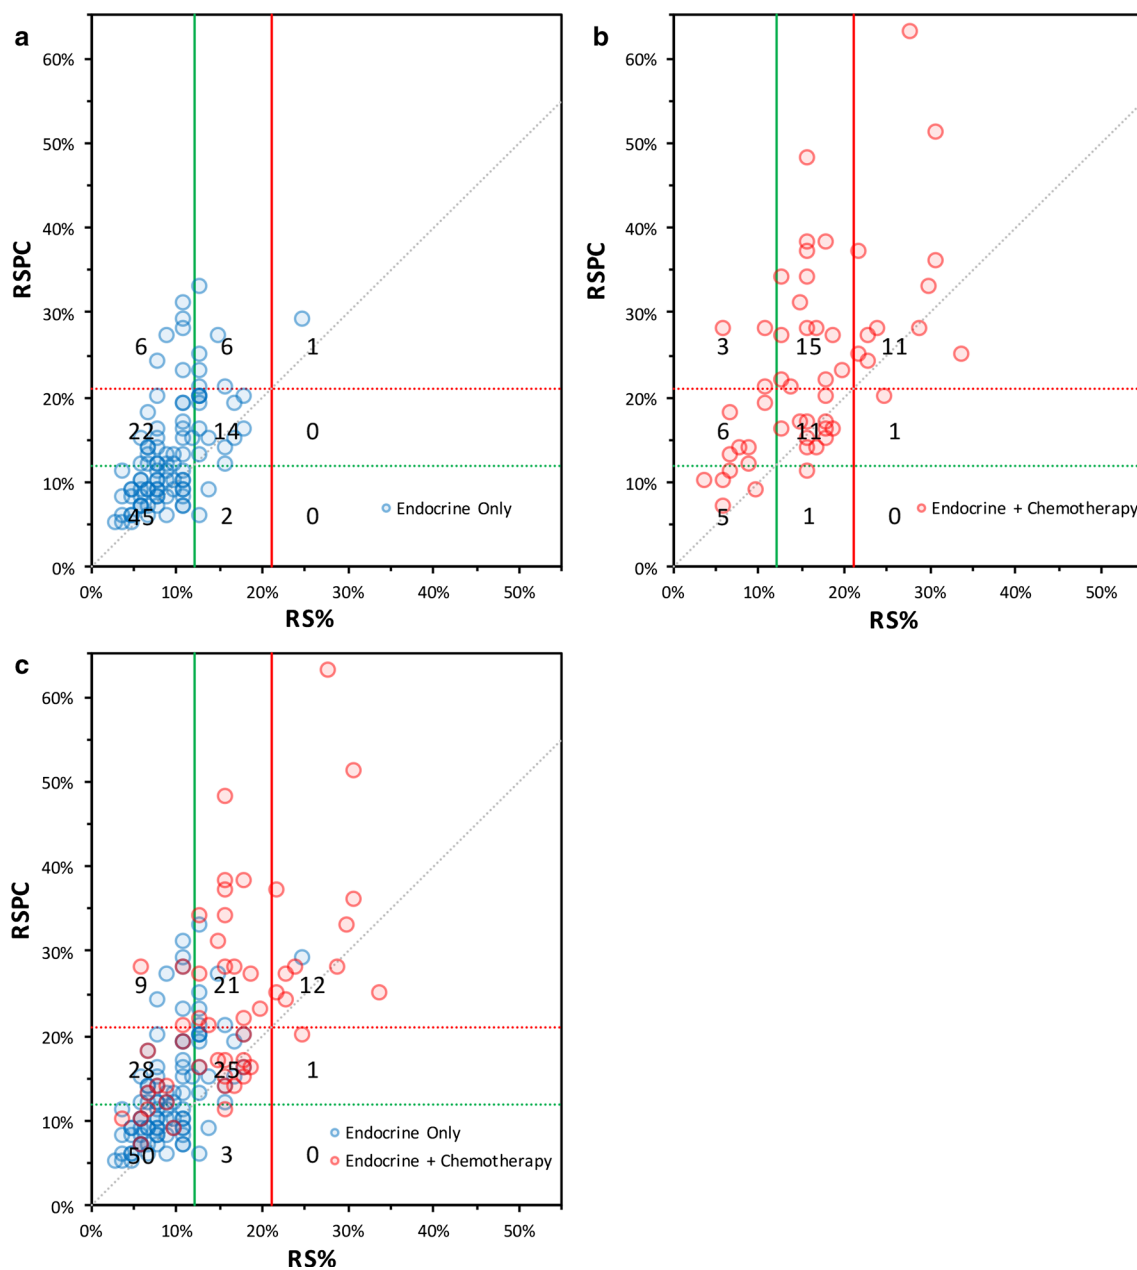 a
60%
50%
40%
30%
20%
10%
0%
RSPC
6 6 1
22 14 0
45 2 0
Endocrine Only
0% 10% 20% 30% 40% 50%
RS%
b
60%
50%
40%
30%
20%
10%
0%
RSPC
3 15 11
6 11 1
5 1 0
Endocrine + Chemotherapy
0% 10% 20% 30% 40% 50%
RS%
c
60%
50%
40%
30%
20%
10%
0%
RSPC
9 21 12
28 25 1
50 3 0
Endocrine Only
Endocrine + Chemotherapy
0% 10% 20% 30% 40% 50%
RS%